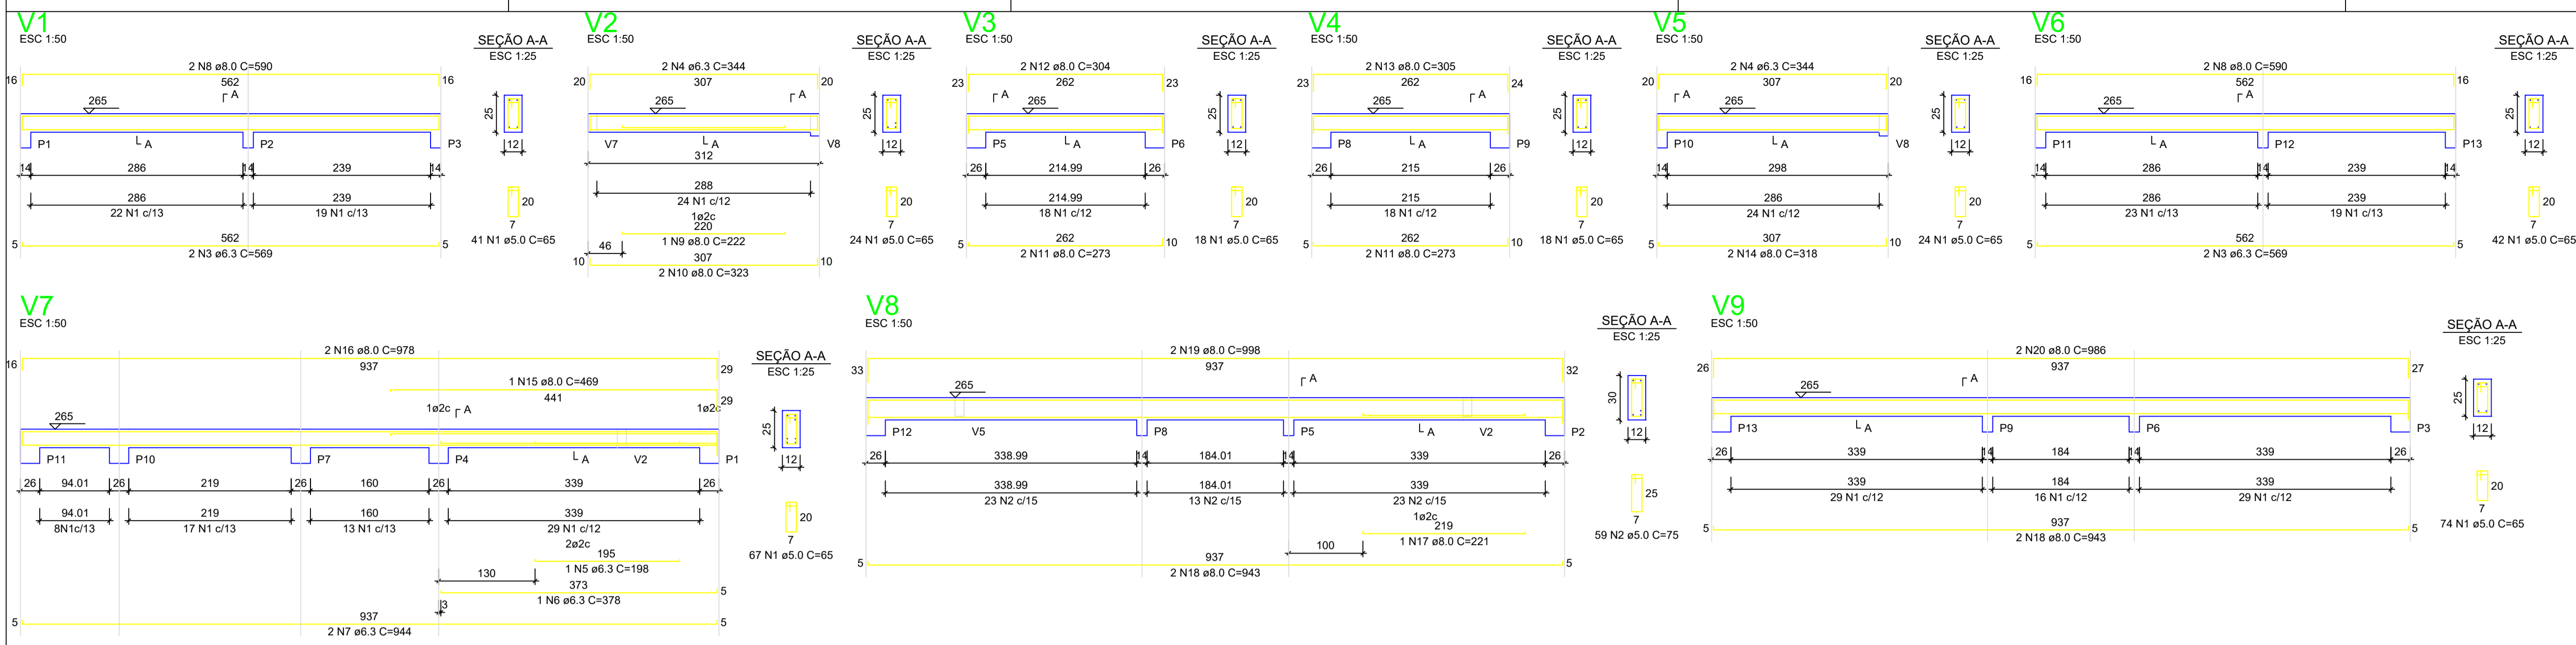 V1
ESC 1:50
SEÇÃO A-A
ESC 1:25
2 N8 ø8.0 C=590
16
562
16
A
265
25
P1
A
P2
P3
12
14
286
14
239
14
286
239
22 N1 c/13
19 N1 c/13
20
7
41 N1 ø5.0 C=65
5
562
5
2 N3 ø6.3 C=569
V2
ESC 1:50
SEÇÃO A-A
ESC 1:25
2 N4 ø6.3 C=344
20
307
20
A
265
25
V7
A
V8
12
312
288
24 N1 c/12
20
7
24 N1 ø5.0 C=65
1ø2c
220
1 N9 ø8.0 C=222
46
10
307
10
2 N10 ø8.0 C=323
V3
ESC 1:50
SEÇÃO A-A
ESC 1:25
2 N12 ø8.0 C=304
23
262
23
A
265
25
P5
A
P6
12
26
214.99
26
214.99
18 N1 c/12
20
7
18 N1 ø5.0 C=65
5
262
10
2 N11 ø8.0 C=273
V4
ESC 1:50
SEÇÃO A-A
ESC 1:25
2 N13 ø8.0 C=305
23
262
24
265
A
25
P8
A
P9
12
26
215
26
215
18 N1 c/12
20
7
18 N1 ø5.0 C=65
5
262
10
2 N11 ø8.0 C=273
V5
ESC 1:50
SEÇÃO A-A
ESC 1:25
2 N4 ø6.3 C=344
20
307
20
A
265
25
P10
A
V8
12
14
298
286
24 N1 c/12
20
7
24 N1 ø5.0 C=65
5
307
10
2 N14 ø8.0 C=318
V6
ESC 1:50
SEÇÃO A-A
ESC 1:25
2 N8 ø8.0 C=590
16
562
16
A
265
25
P11
A
P12
P13
12
14
286
14
239
14
286
239
23 N1 c/13
19 N1 c/13
20
7
42 N1 ø5.0 C=65
5
562
5
2 N3 ø6.3 C=569
V7
ESC 1:50
SEÇÃO A-A
ESC 1:25
2 N16 ø8.0 C=978
16
937
29
1 N15 ø8.0 C=469
441
29
1ø2c
A
1ø2c
265
25
P11
P10
P7
P4
A
V2
P1
12
26
94.01
26
219
26
160
26
339
26
94.01
219
160
339
8N1c/13
17 N1 c/13
13 N1 c/13
29 N1 c/12
20
7
67 N1 ø5.0 C=65
2ø2c
195
1 N5 ø6.3 C=198
130
373
5
1 N6 ø6.3 C=378
3
5
937
5
2 N7 ø6.3 C=944
V8
ESC 1:50
SEÇÃO A-A
ESC 1:25
2 N19 ø8.0 C=998
33
937
32
A
265
30
P12
V5
P8
P5
A
V2
P2
12
26
338.99
14
184.01
14
339
26
338.99
184.01
339
23 N2 c/15
13 N2 c/15
23 N2 c/15
25
7
59 N2 ø5.0 C=75
1ø2c
219
1 N17 ø8.0 C=221
100
5
937
5
2 N18 ø8.0 C=943
V9
ESC 1:50
SEÇÃO A-A
ESC 1:25
2 N20 ø8.0 C=986
26
937
27
A
265
25
P13
A
P9
P6
P3
12
26
339
14
184
14
339
26
339
184
339
29 N1 c/12
16 N1 c/12
29 N1 c/12
20
7
74 N1 ø5.0 C=65
5
937
5
2 N18 ø8.0 C=943